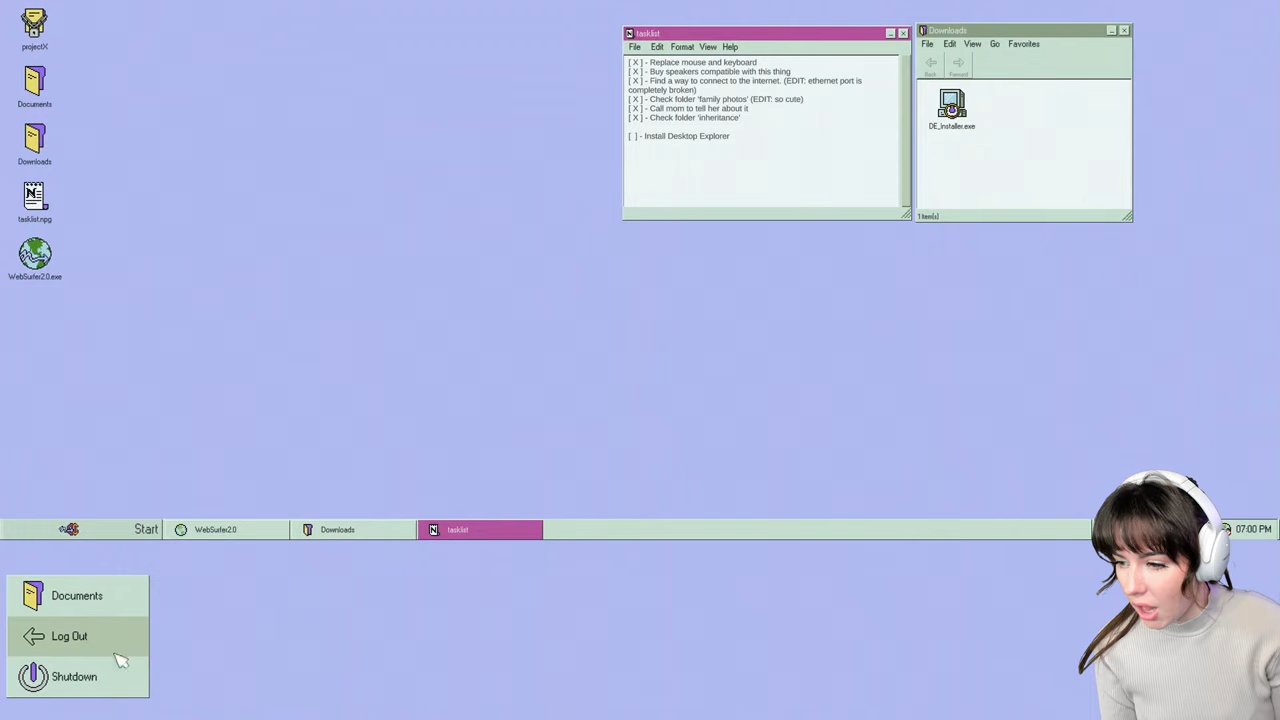 projectX
Documents
Downloads
tasklist.npg
WebSurfer2.0.exe
tasklist
File Edit Format View Help
[ X ] - Replace mouse and keyboard
[ X ] - Buy speakers compatible with this thing
[ X ] - Find a way to connect to the internet. (EDIT: ethernet port is
completely broken)
[ X ] - Check folder 'family photos' (EDIT: so cute)
[ X ] - Call mom to tell her about it
[ X ] - Check folder 'inheritance'
[ ] - Install Desktop Explorer
Downloads
File Edit View Go Favorites
Back Forward
DE_Installer.exe
1 Item(s)
Start
WebSurfer2.0
Downloads
tasklist
07:00 PM
Documents
Log Out
Shutdown